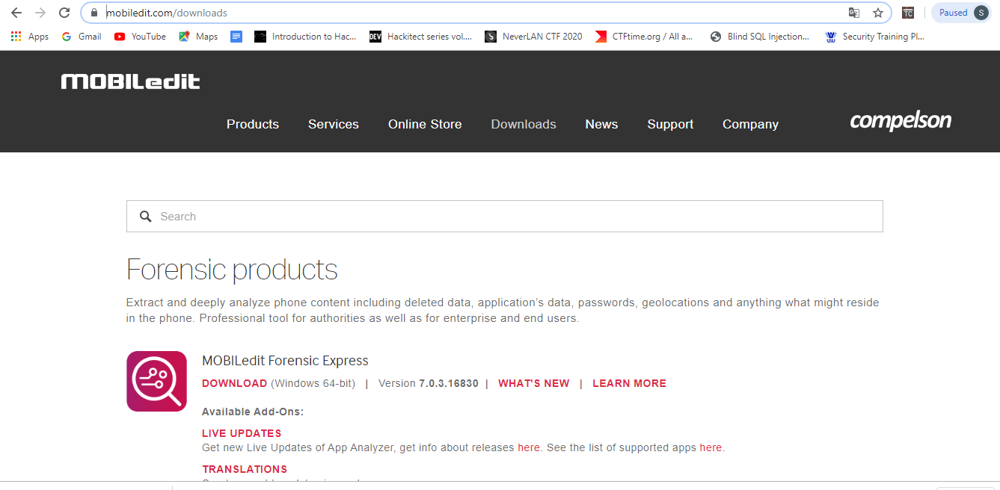 mobiledit.com/downloads
TC
Paused S
Apps Gmail YouTube Maps Introduction to Hac... DEV Hackitect series vol.... NeverLAN CTF 2020 CTFtime.org / All a... Blind SQL Injection... USU Security Training Pl...
MOBILedit
Products Services Online Store Downloads News Support Company
compelson
Search
Forensic products
Extract and deeply analyze phone content including deleted data, application's data, passwords, geolocations and anything what might reside
in the phone. Professional tool for authorities as well as for enterprise and end users.
MOBILedit Forensic Express
DOWNLOAD (Windows 64-bit) | Version 7.0.3.16830 | WHAT'S NEW | LEARN MORE
Available Add-Ons:
LIVE UPDATES
Get new Live Updates of App Analyzer, get info about releases here. See the list of supported apps here.
TRANSLATIONS